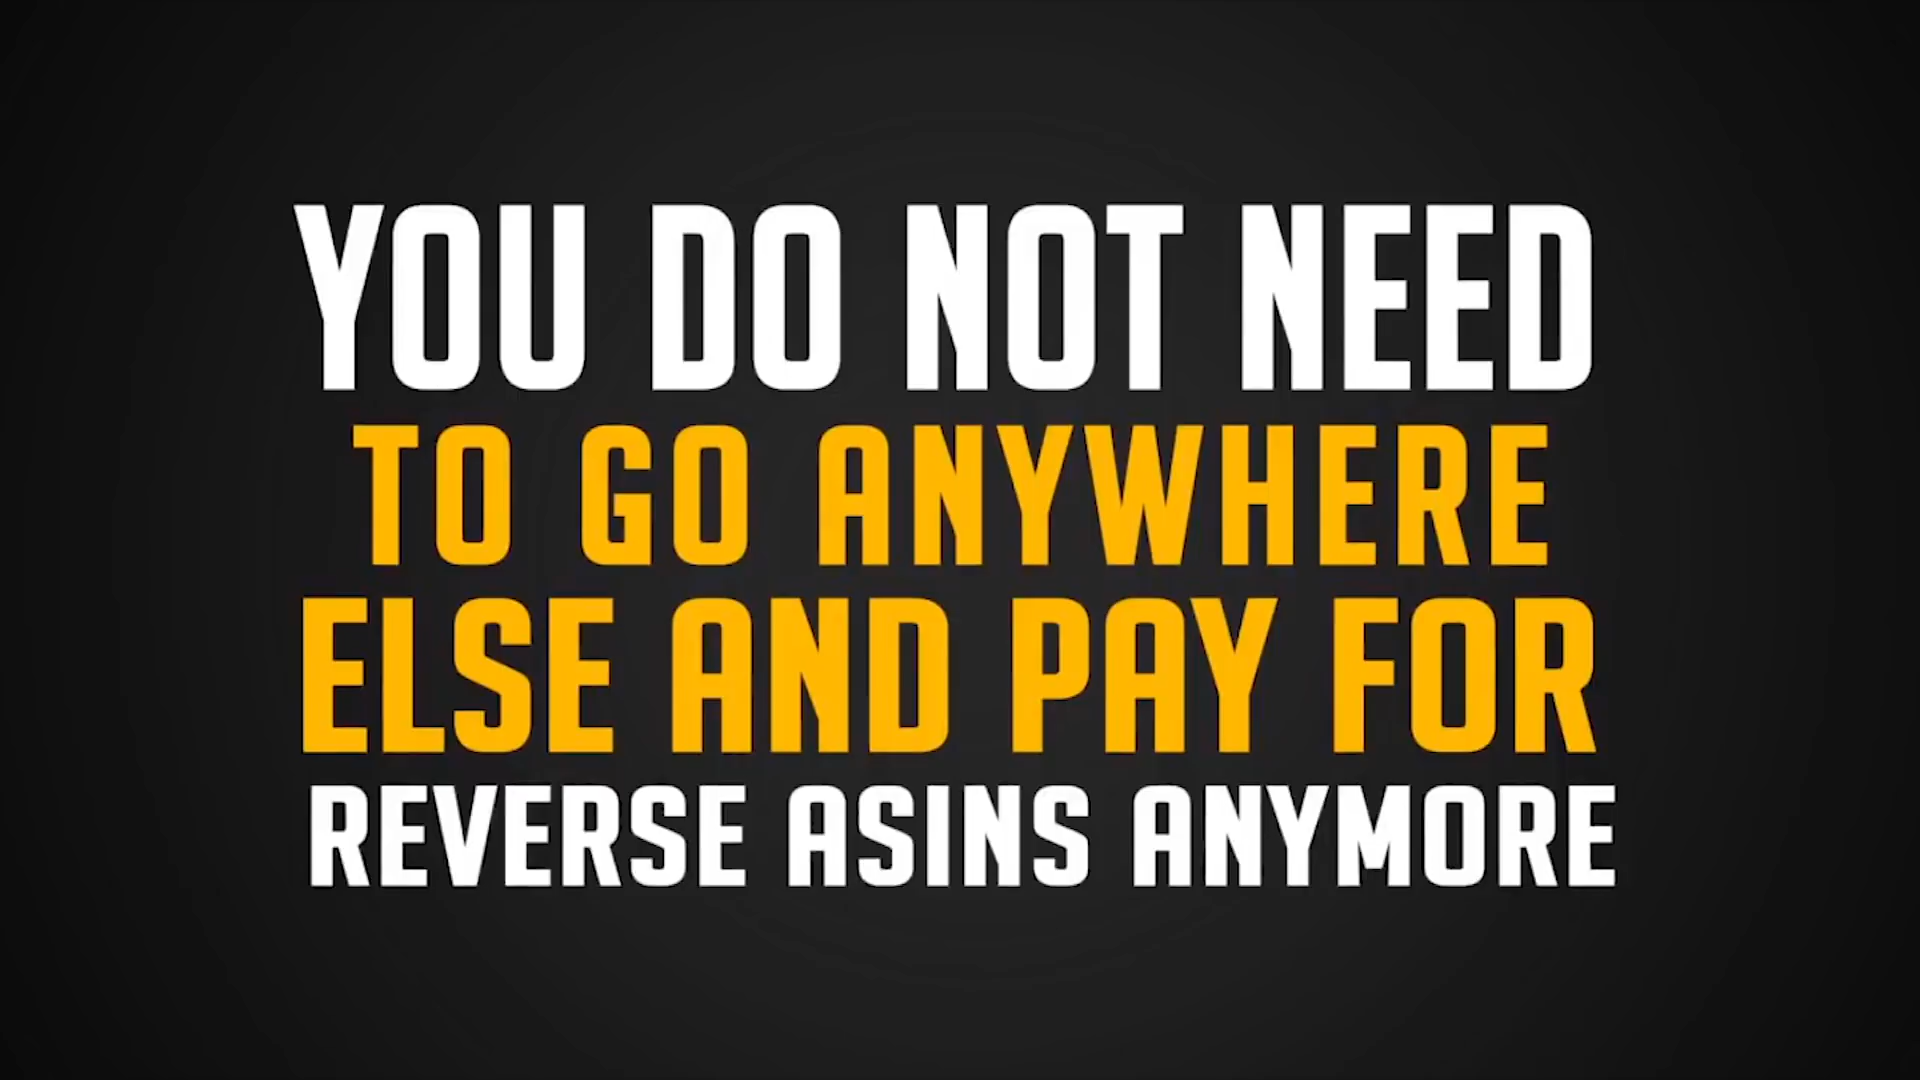 YOU DO NOT NEED
TO GO ANYWHERE
ELSE AND PAY FOR
REVERSE ASINS ANYMORE